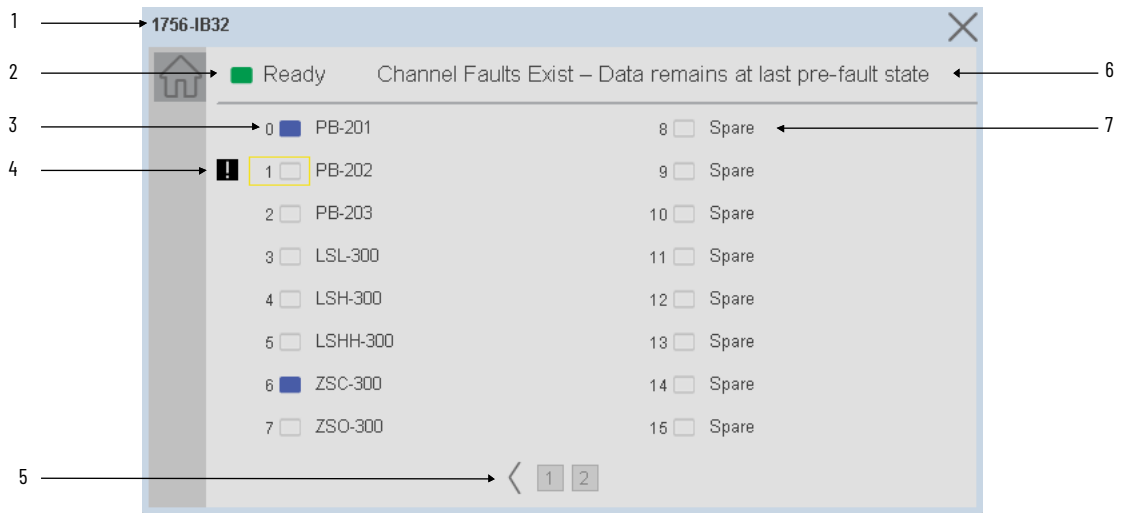 1 1756-IB32
2 Ready Channel Faults Exist – Data remains at last pre-fault state 6
3 0 PB-201 8 Spare 7
4 ! 1 PB-202 9 Spare
2 PB-203 10 Spare
3 LSL-300 11 Spare
4 LSH-300 12 Spare
5 LSHH-300 13 Spare
6 ZSC-300 14 Spare
7 ZSO-300 15 Spare
5 1 2